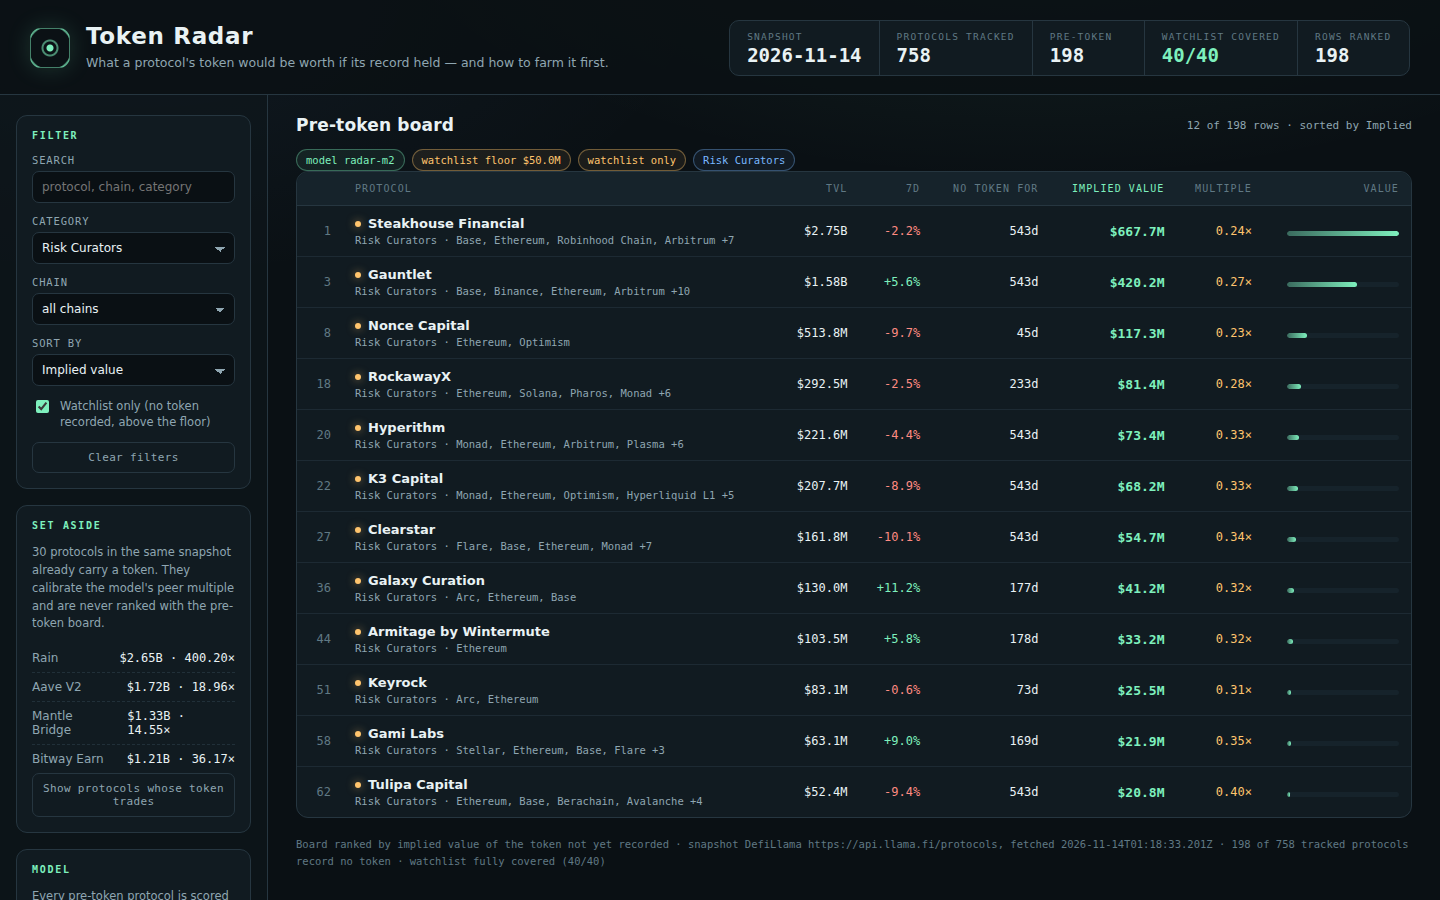 Token Radar
What a protocol's token would be worth if its record held — and how to farm it first.
SNAPSHOT
2026-11-14
PROTOCOLS TRACKED
758
PRE-TOKEN
198
WATCHLIST COVERED
40/40
ROWS RANKED
198
FILTER
SEARCH
protocol, chain, category
CATEGORY
Risk Curators
CHAIN
all chains
SORT BY
Implied value
Watchlist only (no token
recorded, above the floor)
Clear filters
SET ASIDE
30 protocols in the same snapshot
already carry a token. They
calibrate the model's peer multiple
and are never ranked with the pre-
token board.
Rain $2.65B · 400.20×
Aave V2 $1.72B · 18.96×
Mantle Bridge $1.33B · 14.55×
Bitway Earn $1.21B · 36.17×
Show protocols whose token
trades
MODEL
Every pre-token protocol is scored
Pre-token board
12 of 198 rows · sorted by Implied
model radar-m2
watchlist floor $50.0M
watchlist only
Risk Curators
PROTOCOL TVL 7D NO TOKEN FOR IMPLIED VALUE MULTIPLE VALUE
1 Steakhouse Financial $2.75B -2.2% 543d $667.7M 0.24×
Risk Curators · Base, Ethereum, Robinhood Chain, Arbitrum +7
3 Gauntlet $1.58B +5.6% 543d $420.2M 0.27×
Risk Curators · Base, Binance, Ethereum, Arbitrum +10
8 Nonce Capital $513.8M -9.7% 45d $117.3M 0.23×
Risk Curators · Ethereum, Optimism
18 RockawayX $292.5M -2.5% 233d $81.4M 0.28×
Risk Curators · Ethereum, Solana, Pharos, Monad +6
20 Hyperithm $221.6M -4.4% 543d $73.4M 0.33×
Risk Curators · Monad, Ethereum, Arbitrum, Plasma +6
22 K3 Capital $207.7M -8.9% 543d $68.2M 0.33×
Risk Curators · Monad, Ethereum, Optimism, Hyperliquid L1 +5
27 Clearstar $161.8M -10.1% 543d $54.7M 0.34×
Risk Curators · Flare, Base, Ethereum, Monad +7
36 Galaxy Curation $130.0M +11.2% 177d $41.2M 0.32×
Risk Curators · Arc, Ethereum, Base
44 Armitage by Wintermute $103.5M +5.8% 178d $33.2M 0.32×
Risk Curators · Ethereum
51 Keyrock $83.1M -0.6% 73d $25.5M 0.31×
Risk Curators · Arc, Ethereum
58 Gami Labs $63.1M +9.0% 169d $21.9M 0.35×
Risk Curators · Stellar, Ethereum, Base, Flare +3
62 Tulipa Capital $52.4M -9.4% 543d $20.8M 0.40×
Risk Curators · Ethereum, Base, Berachain, Avalanche +4
Board ranked by implied value of the token not yet recorded · snapshot DefiLlama https://api.llama.fi/protocols, fetched 2026-11-14T01:18:33.201Z · 198 of 758 tracked protocols
record no token · watchlist fully covered (40/40)